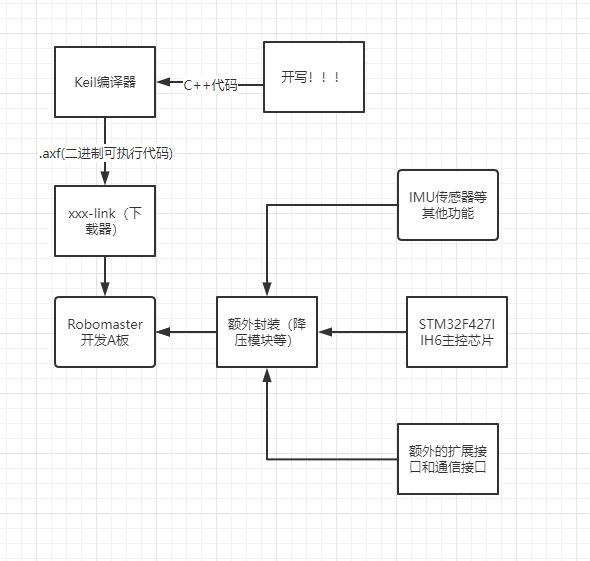 Keil编译器
C++代码
开写！！！
.axf(二进制可执行代码)
xxx-link（下
载器）
IMU传感器等
其他功能
Robomaster
开发A板
额外封装（降
压模块等）
STM32F427I
IH6主控芯片
额外的扩展接
口和通信接口